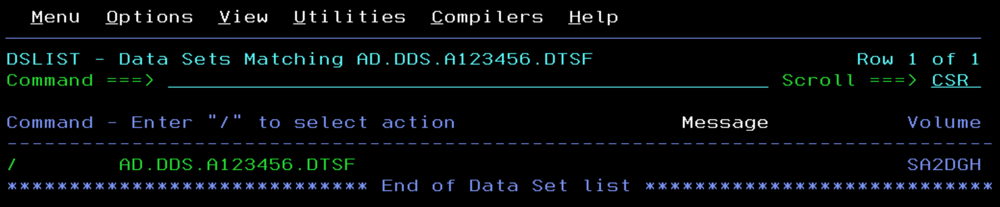 Menu Options View Utilities Compilers Help
DSLIST - Data Sets Matching AD.DDS.A123456.DTSF Row 1 of 1
Command ===> Scroll ===> CSR
Command - Enter "/" to select action Message Volume
-------------------------------------------------------------------------------
/ AD.DDS.A123456.DTSF SA2DGH
***************************** End of Data Set list ****************************